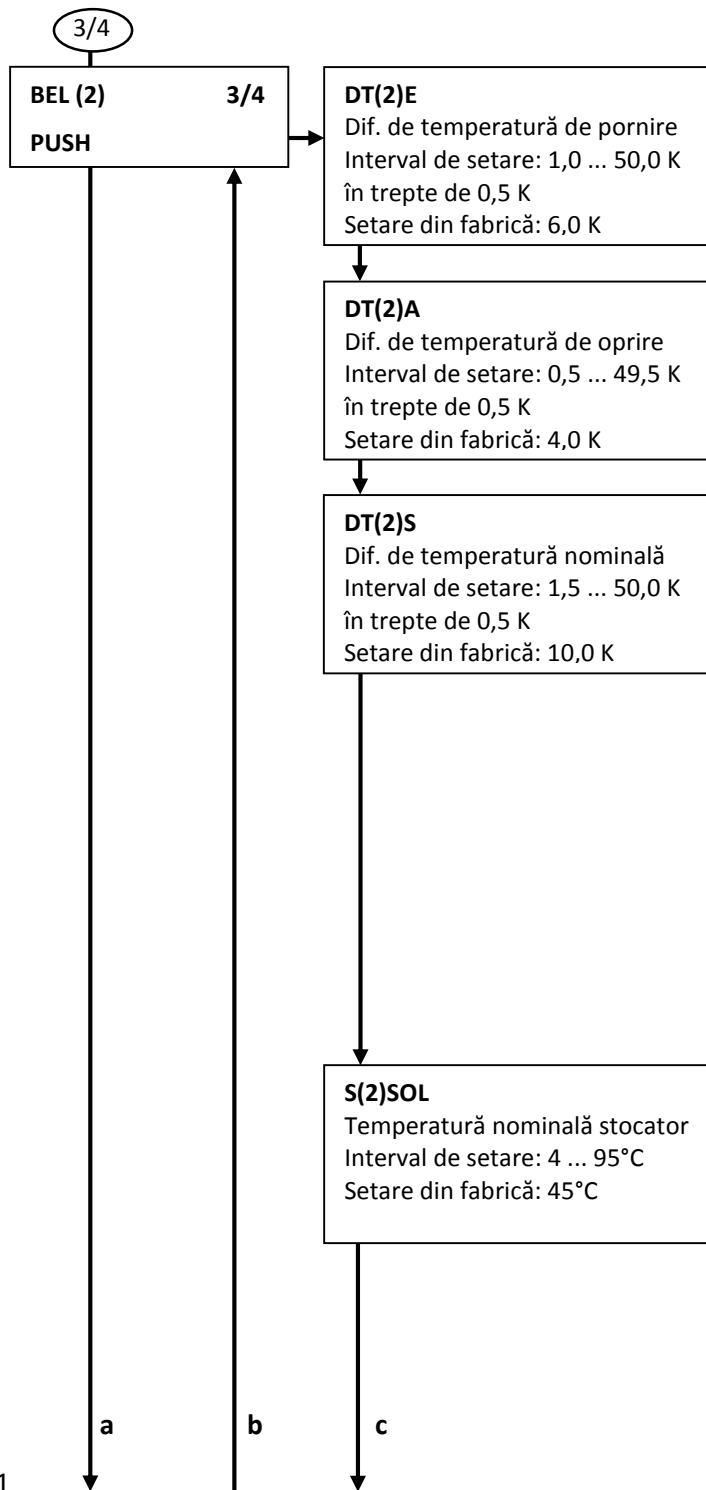 3/4
BEL (2) 3/4
PUSH
DT(2)E
Dif. de temperatură de pornire
Interval de setare: 1,0 ... 50,0 K
în trepte de 0,5 K
Setare din fabrică: 6,0 K
DT(2)A
Dif. de temperatură de oprire
Interval de setare: 0,5 ... 49,5 K
în trepte de 0,5 K
Setare din fabrică: 4,0 K
DT(2)S
Dif. de temperatură nominală
Interval de setare: 1,5 ... 50,0 K
în trepte de 0,5 K
Setare din fabrică: 10,0 K
S(2)SOL
Temperatură nominală stocator
Interval de setare: 4 ... 95°C
Setare din fabrică: 45°C
a b c
1